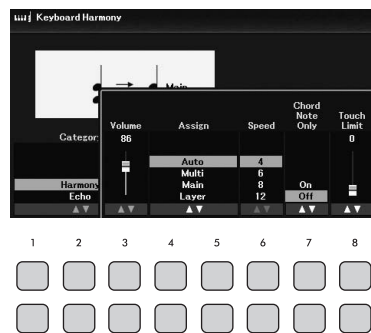 Keyboard Harmony
Main
Category
Volume
Assign
Speed
Chord Note Only
Touch Limit
86
0
Auto
4
Multi
6
Harmony
Main
8
On
Echo
Layer
12
Off
1 2 3 4 5 6 7 8